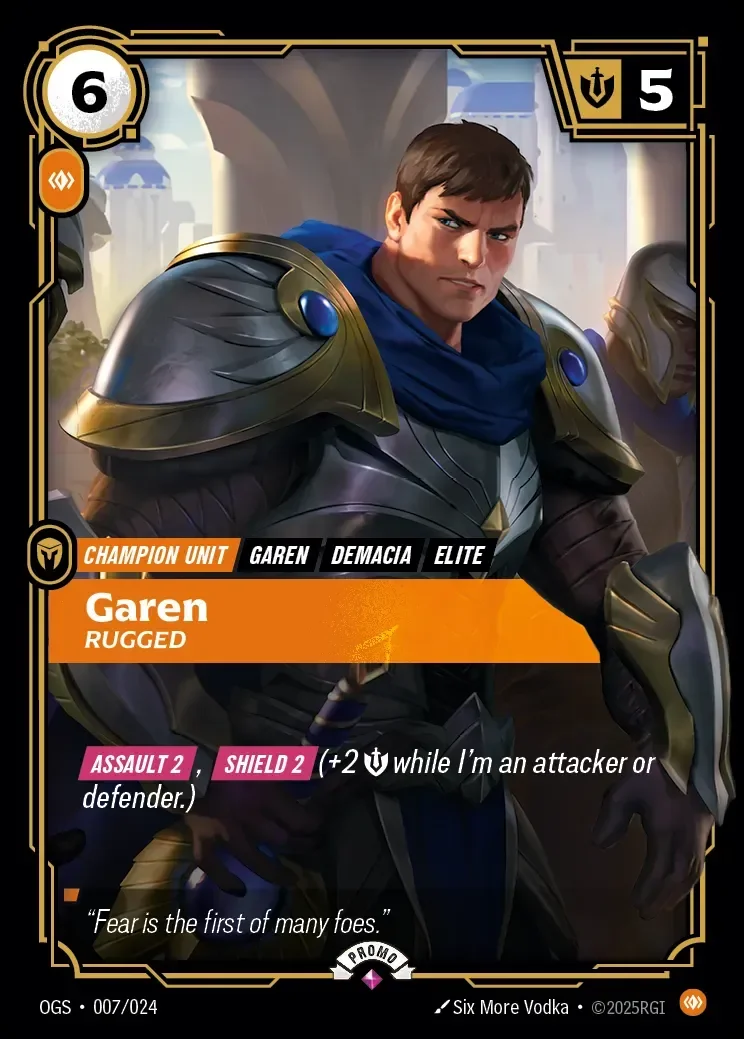 6
5
CHAMPION UNIT GAREN DEMACIA ELITE
Garen
RUGGED
ASSAULT 2, SHIELD 2 (+2 while I'm an attacker or
defender.)
“Fear is the first of many foes.”
PROMO
OGS • 007/024
Six More Vodka • ©2025RGI